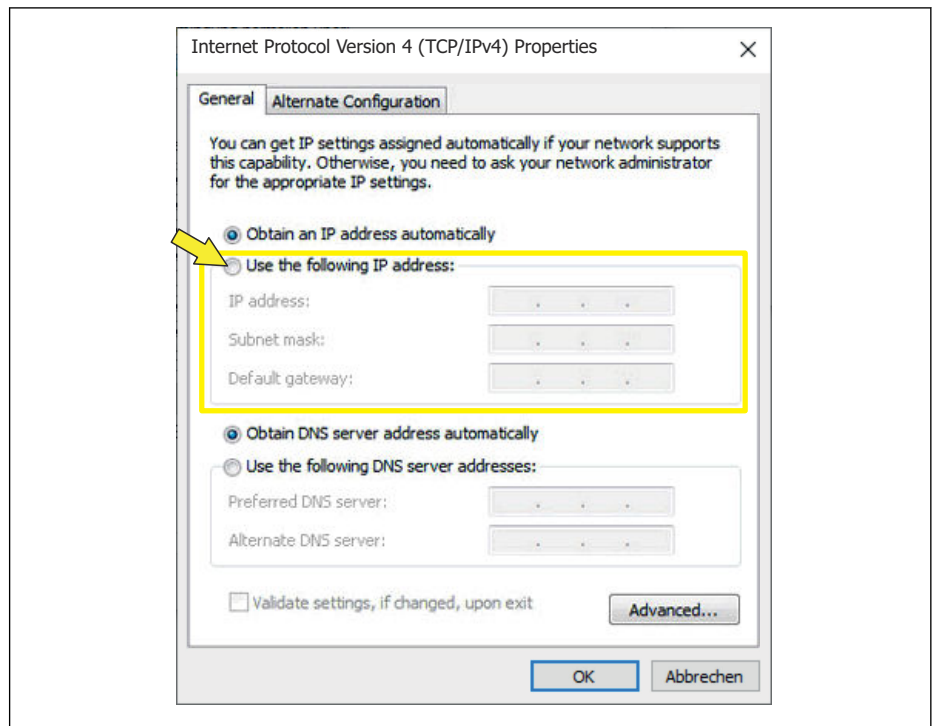 Internet Protocol Version 4 (TCP/IPv4) Properties
General
Alternate Configuration
You can get IP settings assigned automatically if your network supports
this capability. Otherwise, you need to ask your network administrator
for the appropriate IP settings.
Obtain an IP address automatically
Use the following IP address:
IP address:
Subnet mask:
Default gateway:
Obtain DNS server address automatically
Use the following DNS server addresses:
Preferred DNS server:
Alternate DNS server:
Validate settings, if changed, upon exit
Advanced...
OK
Abbrechen